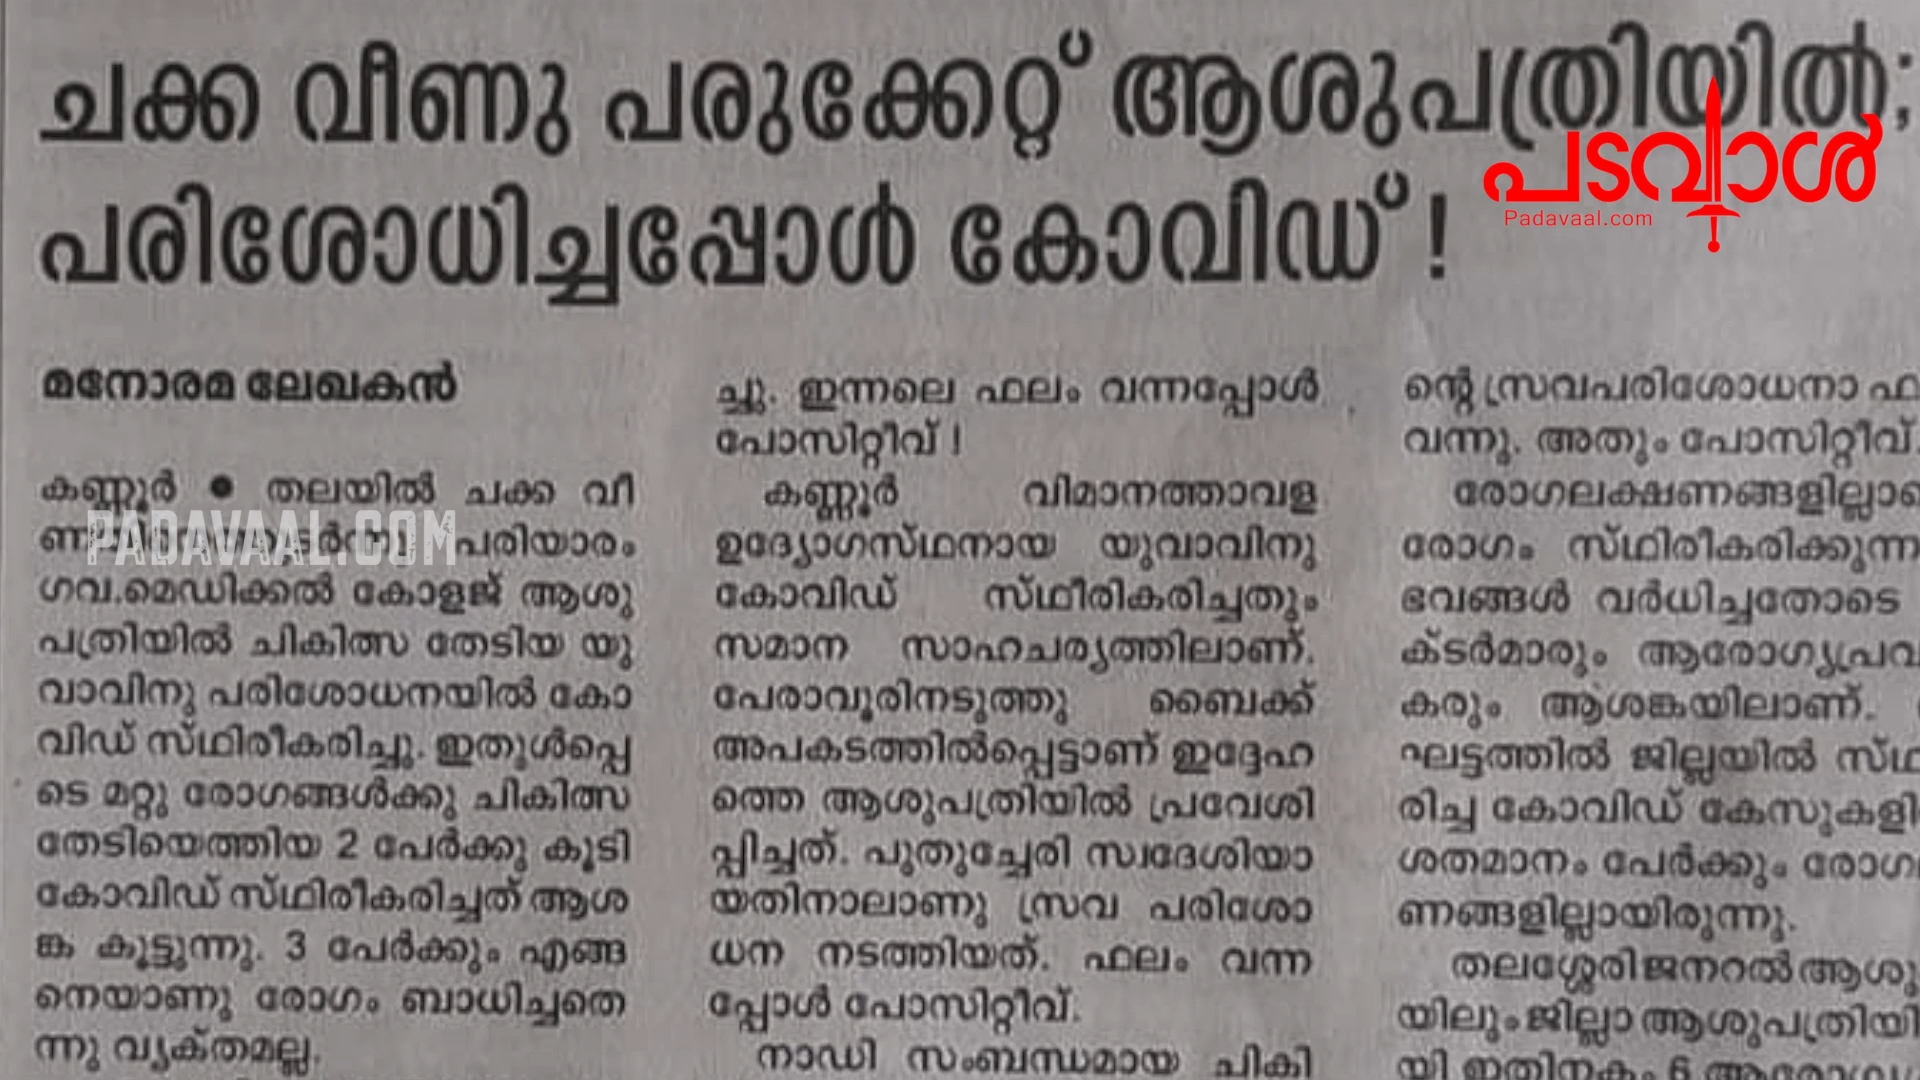 ചക്ക വീണു പരുക്കേറ്റ് ആശുപത്രിയിൽ;
പരിശോധിച്ചപ്പോൾ കോവിഡ് !
പടവാൾ
Padavaal.com
മനോരമ ലേഖകൻ
കണ്ണൂർ ● തലയിൽ ചക്ക വീ
പരിയാരം
PADAVAAL.COM
ഗവ.മെഡിക്കൽ കോളജ് ആശു
പത്രിയിൽ ചികിത്സ തേടിയ യു
വാവിനു പരിശോധനയിൽ കോ
വിഡ് സ്ഥിരീകരിച്ചു. ഇതുൾപ്പെ
ടെ മറ്റു രോഗങ്ങൾക്കു ചികിത്സ
തേടിയെത്തിയ 2 പേർക്കു കൂടി
കോവിഡ് സ്ഥിരീകരിച്ചത് ആശ
ങ്ക കൂട്ടുന്നു. 3 പേർക്കും എങ്ങ
നെയാണു രോഗം ബാധിച്ചതെ
ന്നു വ്യക്തമല്ല.
ച്ചു. ഇന്നലെ ഫലം വന്നപ്പോൾ
പോസിറ്റീവ് !
കണ്ണൂർ വിമാനത്താവള
ഉദ്യോഗസ്ഥനായ യുവാവിനു
കോവിഡ് സ്ഥിരീകരിച്ചതും
സമാന സാഹചര്യത്തിലാണ്.
പേരാവൂരിനടുത്തു ബൈക്ക്
അപകടത്തിൽപ്പെട്ടാണ് ഇദ്ദേഹ
ത്തെ ആശുപത്രിയിൽ പ്രവേശി
പ്പിച്ചത്. പുതുച്ചേരി സ്വദേശിയാ
യതിനാലാണു സ്രവ പരിശോ
ധന നടത്തിയത്. ഫലം വന്ന
പ്പോൾ പോസിറ്റീവ്.
നാഡി സംബന്ധമായ ചികി
ന്റെ സ്രവപരിശോധനാ ഫ
വന്നു. അതും പോസിറ്റീവ്.
രോഗലക്ഷണങ്ങളില്ലാ
രോഗം സ്ഥിരീകരിക്കുന്ന
ഭവങ്ങൾ വർധിച്ചതോടെ
ക്ടർമാരും ആരോഗ്യപ്രവ
കരും ആശങ്കയിലാണ്.
ഘട്ടത്തിൽ ജില്ലയിൽ സ്ഥ
രിച്ച കോവിഡ് കേസുകളി
ശതമാനം പേർക്കും രോഗ
ണങ്ങളില്ലായിരുന്നു.
തലശ്ശേരി ജനറൽ ആശു
യിലും ജില്ലാ ആശുപത്രിയി
യി ഇതിനകം 6